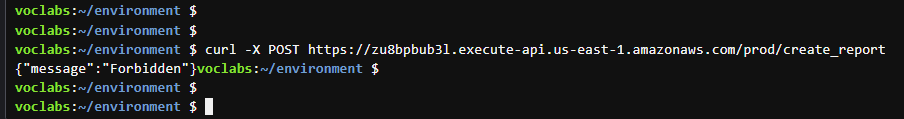 voclabs:~/environment $
voclabs:~/environment $
voclabs:~/environment $ curl -X POST https://zu8bpbub3l.execute-api.us-east-1.amazonaws.com/prod/create_report
{"message":"Forbidden"}voclabs:~/environment $
voclabs:~/environment $
voclabs:~/environment $